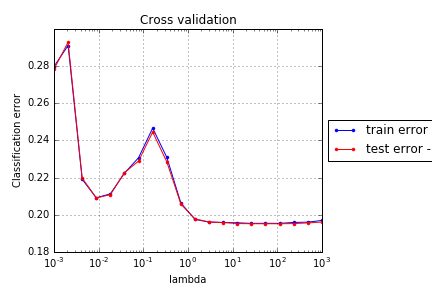 Cross validation
0.28
0.26
0.24
0.22
0.20
0.18
Classification error
10^-3
10^-2
10^-1
10^0
10^1
10^2
10^3
lambda
train error
test error -